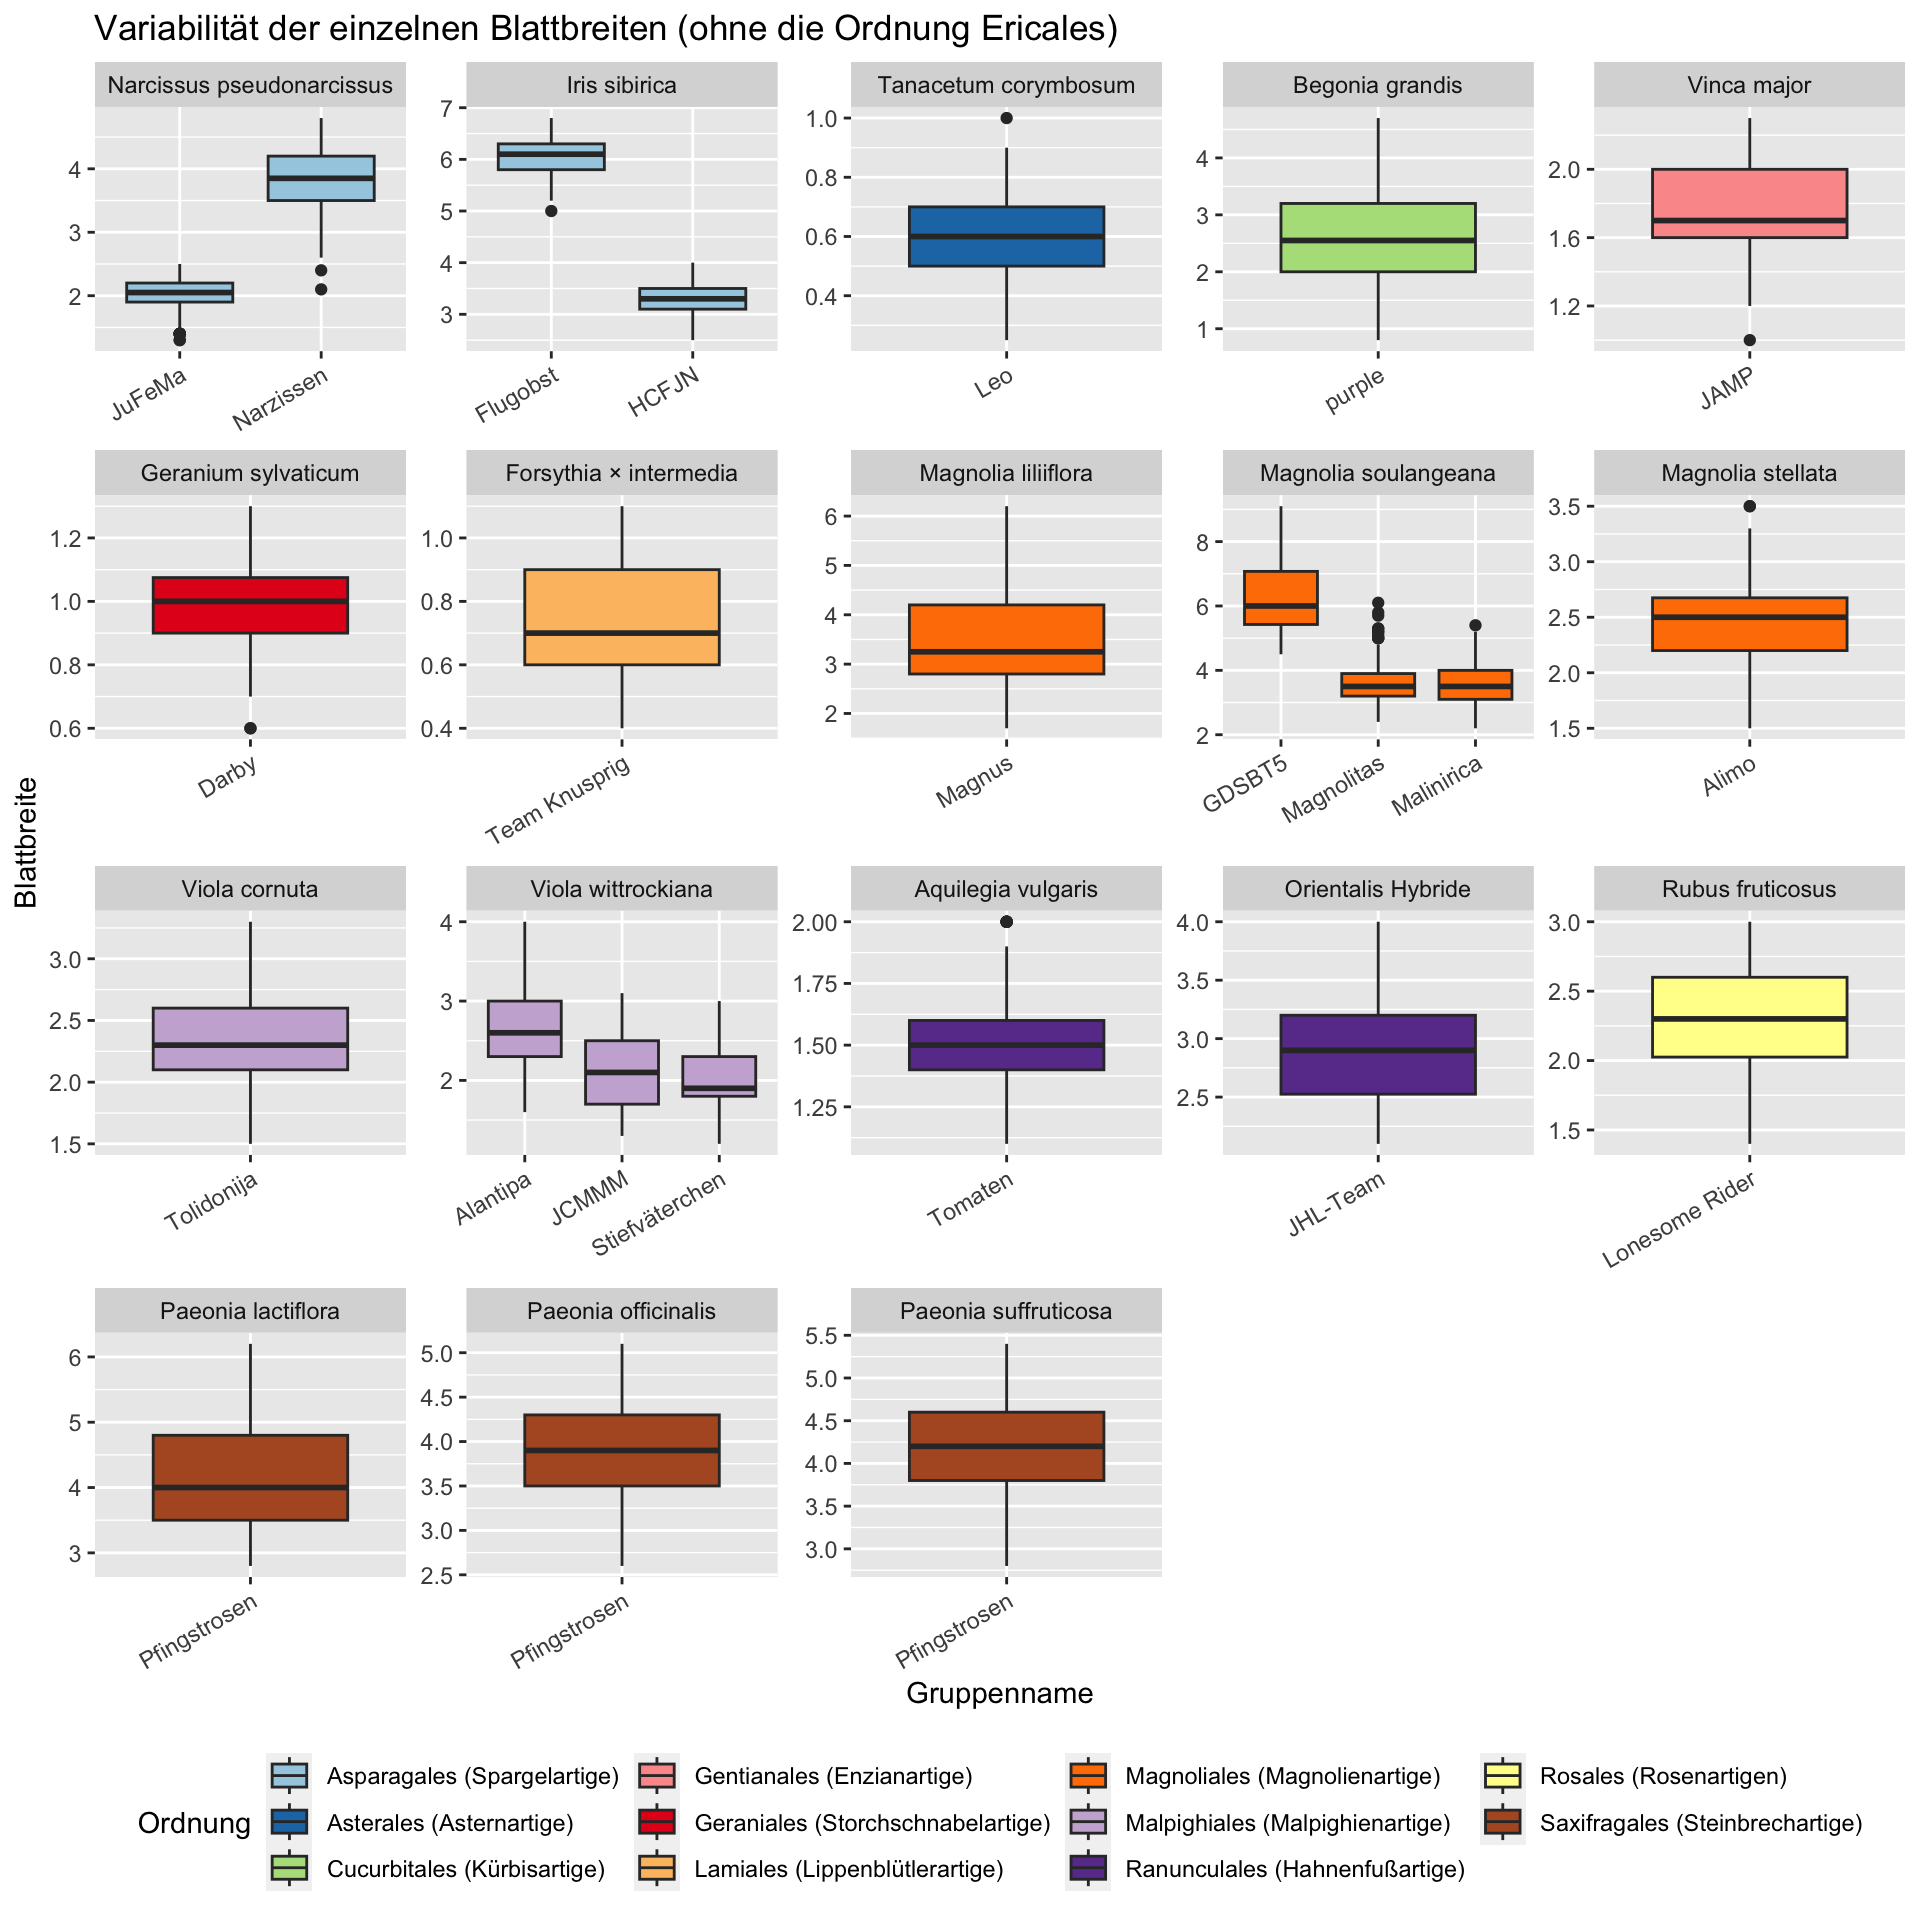 Variabilität der einzelnen Blattbreiten (ohne die Ordnung Ericales)
Narcissus pseudonarcissus
4
3
2
JuFeMa
Narzissen
Iris sibirica
7
6
5
4
3
Flugobst
HCFJN
Tanacetum corymbosum
1.0
0.8
0.6
0.4
Leo
Begonia grandis
4
3
2
1
purple
Vinca major
2.0
1.6
1.2
JAMP
Geranium sylvaticum
1.2
1.0
0.8
0.6
Darby
Forsythia × intermedia
1.0
0.8
0.6
0.4
Team Knusprig
Magnolia liliiflora
6
5
4
3
2
Magnus
Magnolia soulangeana
8
6
4
2
GDSBT5
Magnolitas
Malinirica
Magnolia stellata
3.5
3.0
2.5
2.0
1.5
Alimo
Blattbreite
Viola cornuta
3.0
2.5
2.0
1.5
Tolidonija
Viola wittrockiana
4
3
2
Alantipa
JCMMM
Stiefväterchen
Aquilegia vulgaris
2.00
1.75
1.50
1.25
Tomaten
Orientalis Hybride
4.0
3.5
3.0
2.5
JHL-Team
Rubus fruticosus
3.0
2.5
2.0
1.5
Lonesome Rider
Paeonia lactiflora
6
5
4
3
Pfingstrosen
Paeonia officinalis
5.0
4.5
4.0
3.5
3.0
2.5
Pfingstrosen
Paeonia suffruticosa
5.5
5.0
4.5
4.0
3.5
3.0
Pfingstrosen
Gruppenname
Ordnung
Asparagales (Spargelartige)
Asterales (Asternartige)
Cucurbitales (Kürbisartige)
Gentianales (Enzianartige)
Geraniales (Storchschnabelartige)
Lamiales (Lippenblütlerartige)
Magnoliales (Magnolienartige)
Malpighiales (Malpighienartige)
Ranunculales (Hahnenfußartige)
Rosales (Rosenartigen)
Saxifragales (Steinbrechartige)